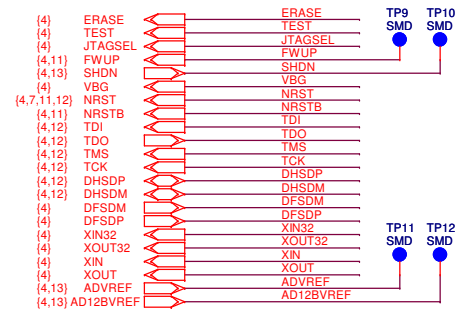 {4} ERASE ERASE TP9 TP10
{4} TEST TEST SMD SMD
{4} JTAGSEL JTAGSEL
{4,11} FWUP FWUP
{4,13} SHDN SHDN
{4} VBG VBG
{4,7,11,12} NRST NRST
{4,11} NRSTB NRSTB
{4,12} TDI TDI
{4,12} TDO TDO
{4,12} TMS TMS
{4,12} TCK TCK
{4,12} DHSDP DHSDP
{4,12} DHSDM DHSDM
{4} DFSDM DFSDM
{4} DFSDP DFSDP
{4} XIN32 XIN32 TP11 TP12
{4} XOUT32 XOUT32 SMD SMD
{4} XIN XIN
{4} XOUT XOUT
{4,13} ADVREF ADVREF
{4,13} AD12BVREF AD12BVREF